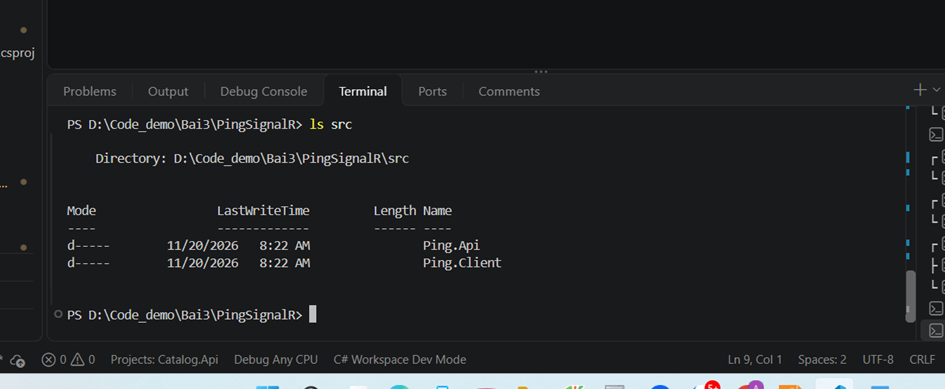 csproj
...
Problems Output Debug Console Terminal Ports Comments
PS D:\Code_demo\Bai3\PingSignalR> ls src
Directory: D:\Code_demo\Bai3\PingSignalR\src
Mode LastWriteTime Length Name
---- ------------- ------ ----
d----- 11/20/2026 8:22 AM Ping.Api
d----- 11/20/2026 8:22 AM Ping.Client
PS D:\Code_demo\Bai3\PingSignalR>
0 0 Projects: Catalog.Api Debug Any CPU C# Workspace Dev Mode Ln 9, Col 1 Spaces: 2 UTF-8 CRLF